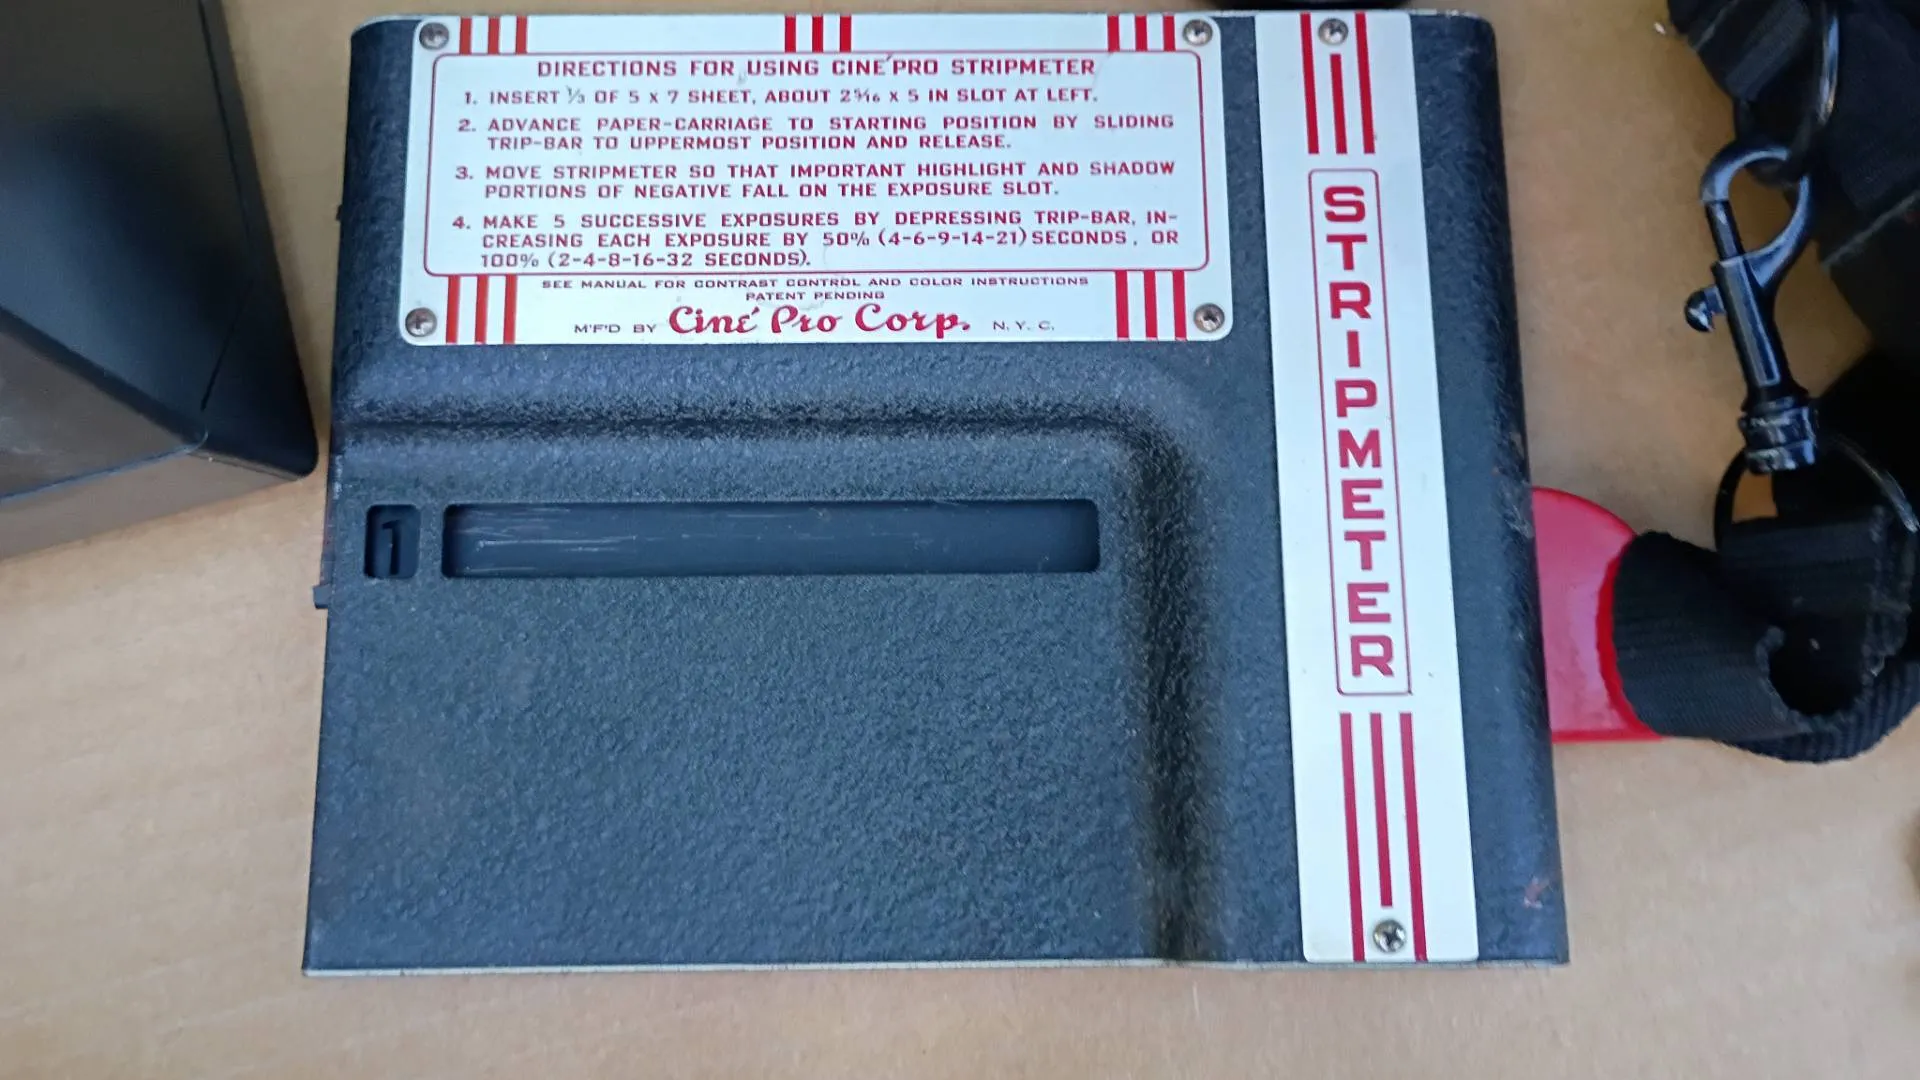 DIRECTIONS FOR USING CINÉ PRO STRIPMETER
1. INSERT ⅓ OF 5 X 7 SHEET, ABOUT 2 5/16 X 5 IN SLOT AT LEFT.
2. ADVANCE PAPER-CARRIAGE TO STARTING POSITION BY SLIDING
TRIP-BAR TO UPPERMOST POSITION AND RELEASE.
3. MOVE STRIPMETER SO THAT IMPORTANT HIGHLIGHT AND SHADOW
PORTIONS OF NEGATIVE FALL ON THE EXPOSURE SLOT.
4. MAKE 5 SUCCESSIVE EXPOSURES BY DEPRESSING TRIP-BAR, IN-
CREASING EACH EXPOSURE BY 50% (4-6-9-14-21) SECONDS, OR
100% (2-4-8-16-32 SECONDS).
SEE MANUAL FOR CONTRAST CONTROL AND COLOR INSTRUCTIONS
PATENT PENDING
M'F'D BY Ciné Pro Corp. N.Y.C.
STRIPMETER
1